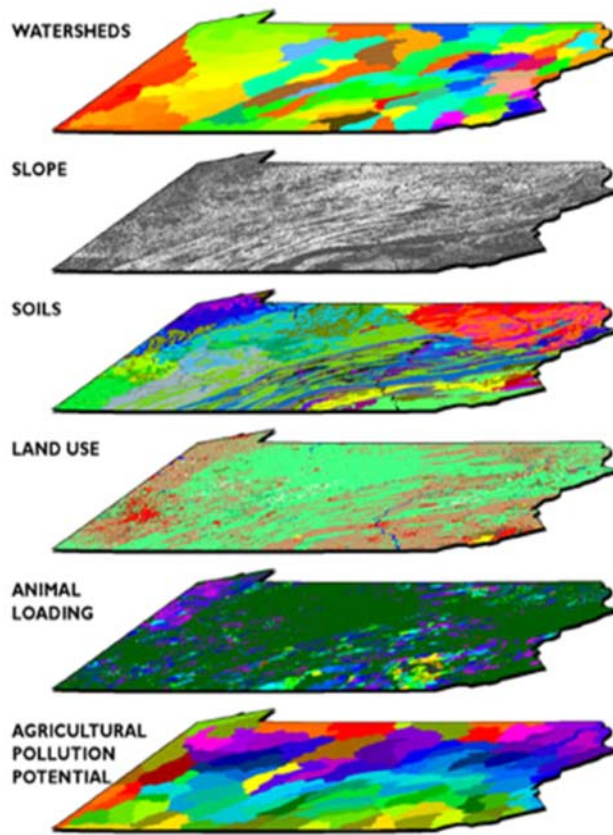 WATERSHEDS
SLOPE
SOILS
LAND USE
ANIMAL
LOADING
AGRICULTURAL
POLLUTION
POTENTIAL